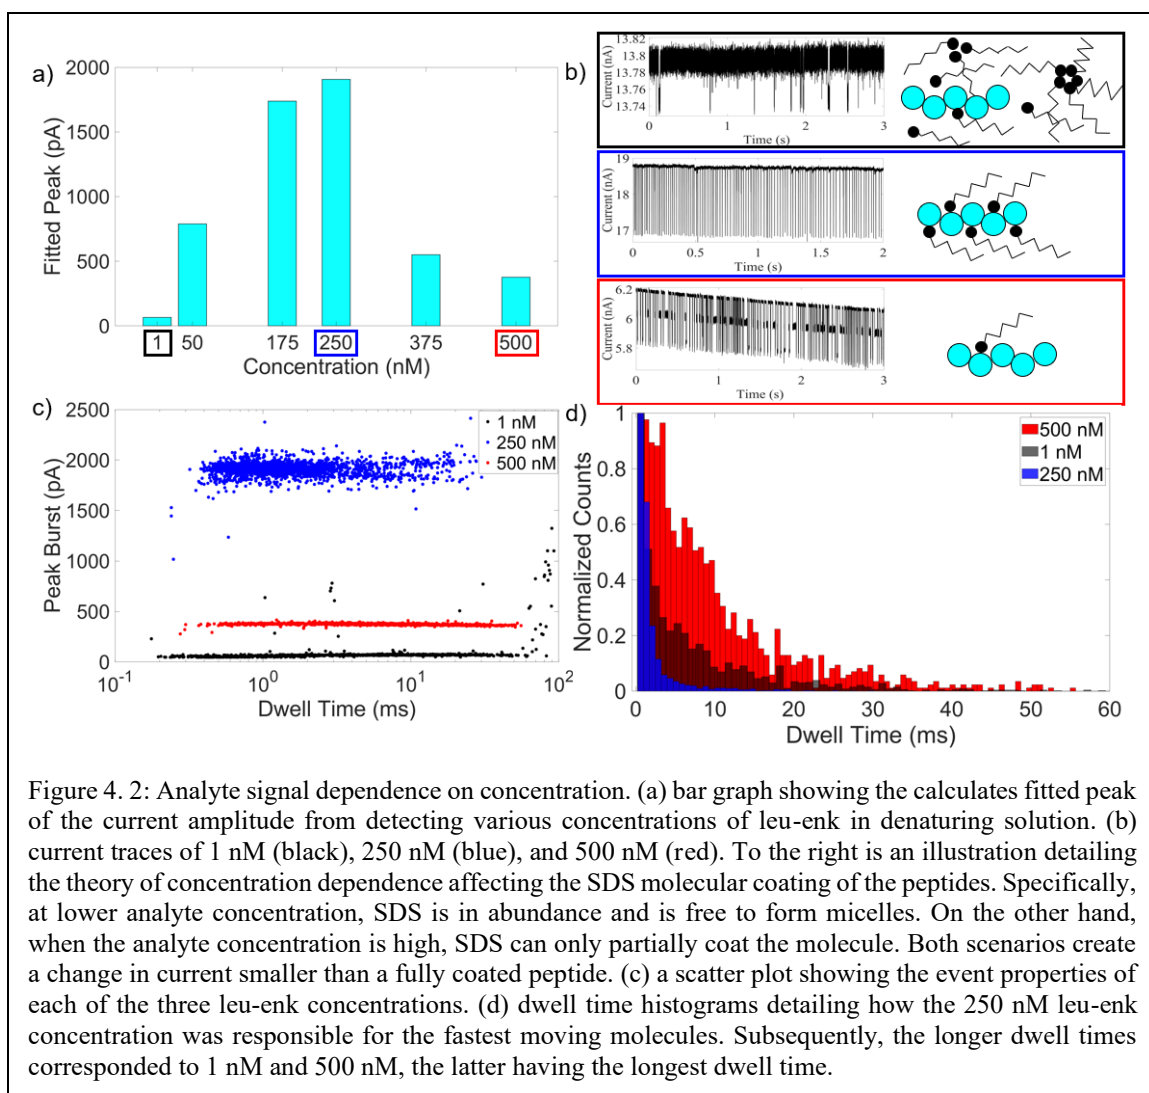 a)
2000
1500
1000
500
0
Fitted Peak (pA)
1 50 175 250 375 500
Concentration (nM)
b)
13.82
13.8
13.78
13.76
13.74
Current (nA)
0 1 2 3
Time (s)
19
18
17
Current (nA)
0 0.5 1 1.5 2
Time (s)
6.2
6
5.8
Current (nA)
0 1 2 3
Time (s)
c)
2500
2000
1500
1000
500
0
Peak Burst (pA)
1 nM
250 nM
500 nM
10-1 100 101 102
Dwell Time (ms)
d)
1
0.8
0.6
0.4
0.2
0
Normalized Counts
500 nM
1 nM
250 nM
0 10 20 30 40 50 60
Dwell Time (ms)
Figure 4. 2: Analyte signal dependence on concentration. (a) bar graph showing the calculates fitted peak
of the current amplitude from detecting various concentrations of leu-enk in denaturing solution. (b)
current traces of 1 nM (black), 250 nM (blue), and 500 nM (red). To the right is an illustration detailing
the theory of concentration dependence affecting the SDS molecular coating of the peptides. Specifically,
at lower analyte concentration, SDS is in abundance and is free to form micelles. On the other hand,
when the analyte concentration is high, SDS can only partially coat the molecule. Both scenarios create
a change in current smaller than a fully coated peptide. (c) a scatter plot showing the event properties of
each of the three leu-enk concentrations. (d) dwell time histograms detailing how the 250 nM leu-enk
concentration was responsible for the fastest moving molecules. Subsequently, the longer dwell times
corresponded to 1 nM and 500 nM, the latter having the longest dwell time.